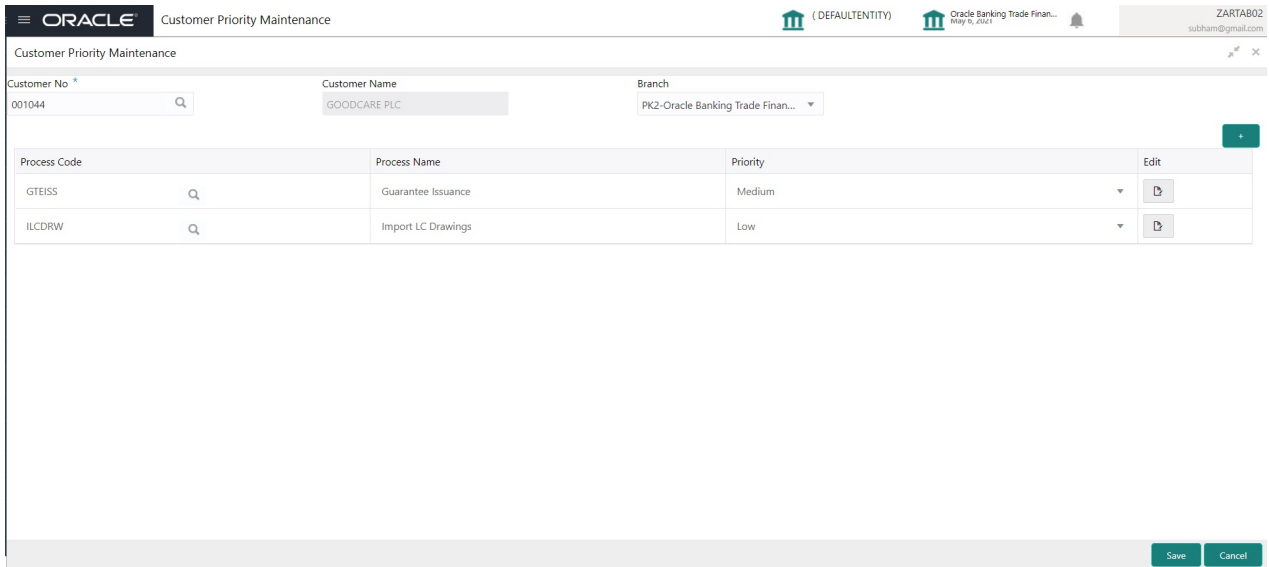 ORACLE Customer Priority Maintenance ( DEFAULTENTITY) Oracle Banking Trade Finan... ZARTAB02
May 6, 2021 subham@gmail.com
Customer Priority Maintenance
Customer No * Customer Name Branch
001044 GOODCARE PLC PK2-Oracle Banking Trade Finan...
+
Process Code Process Name Priority Edit
GTEISS Guarantee Issuance Medium
ILCDRW Import LC Drawings Low
Save Cancel